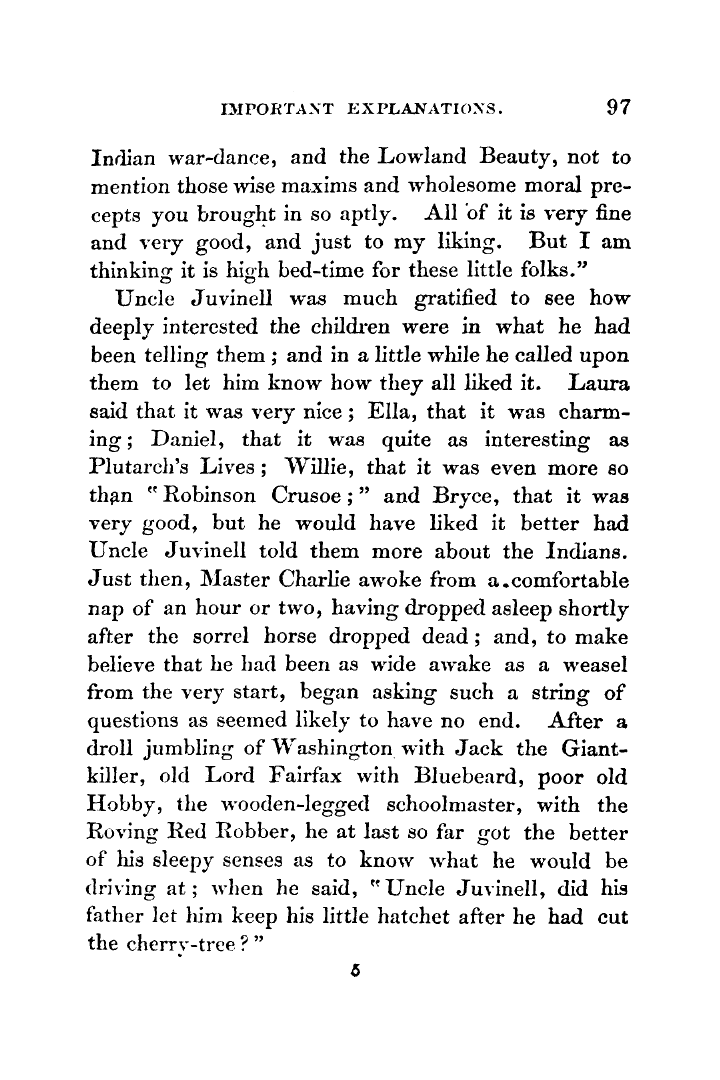 IMPORTANT EXPLANATIONS. 97
Indian war-dance, and the Lowland Beauty, not to
mention those wise maxims and wholesome moral pre-
cepts you brought in so aptly. All of it is very fine
and very good, and just to my liking. But I am
thinking it is high bed-time for these little folks.”
Uncle Juvinell was much gratified to see how
deeply interested the children were in what he had
been telling them ; and in a little while he called upon
them to let him know how they all liked it. Laura
said that it was very nice ; Ella, that it was charm-
ing ; Daniel, that it was quite as interesting as
Plutarch's Lives ; Willie, that it was even more so
than “ Robinson Crusoe ; ” and Bryce, that it was
very good, but he would have liked it better had
Uncle Juvinell told them more about the Indians.
Just then, Master Charlie awoke from a comfortable
nap of an hour or two, having dropped asleep shortly
after the sorrel horse dropped dead ; and, to make
believe that he had been as wide awake as a weasel
from the very start, began asking such a string of
questions as seemed likely to have no end. After a
droll jumbling of Washington with Jack the Giant-
killer, old Lord Fairfax with Bluebeard, poor old
Hobby, the wooden-legged schoolmaster, with the
Roving Red Robber, he at last so far got the better
of his sleepy senses as to know what he would be
driving at ; when he said, “ Uncle Juvinell, did his
father let him keep his little hatchet after he had cut
the cherry-tree ? ”
5